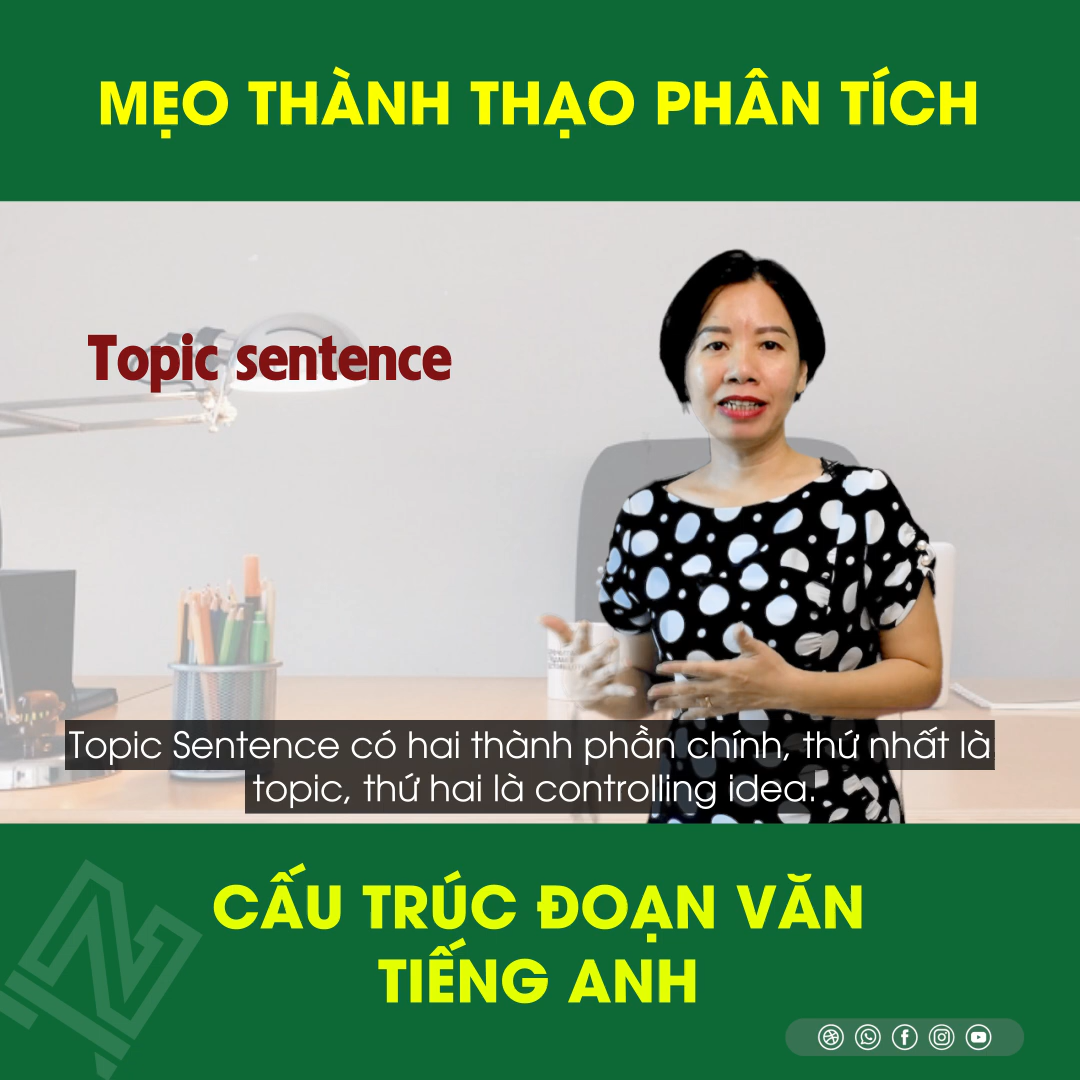 MẸO THÀNH THẠO PHÂN TÍCH
Topic sentence
Topic Sentence có hai thành phần chính, thứ nhất là
topic, thứ hai là controlling idea.
CẤU TRÚC ĐOẠN VĂN
TIẾNG ANH